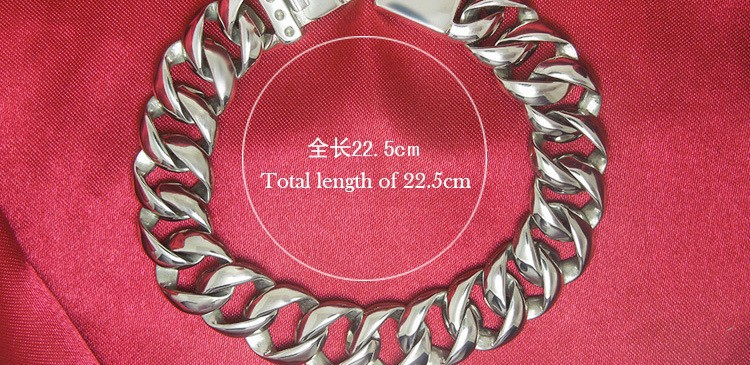 全长22.5cm
Total length of 22.5cm